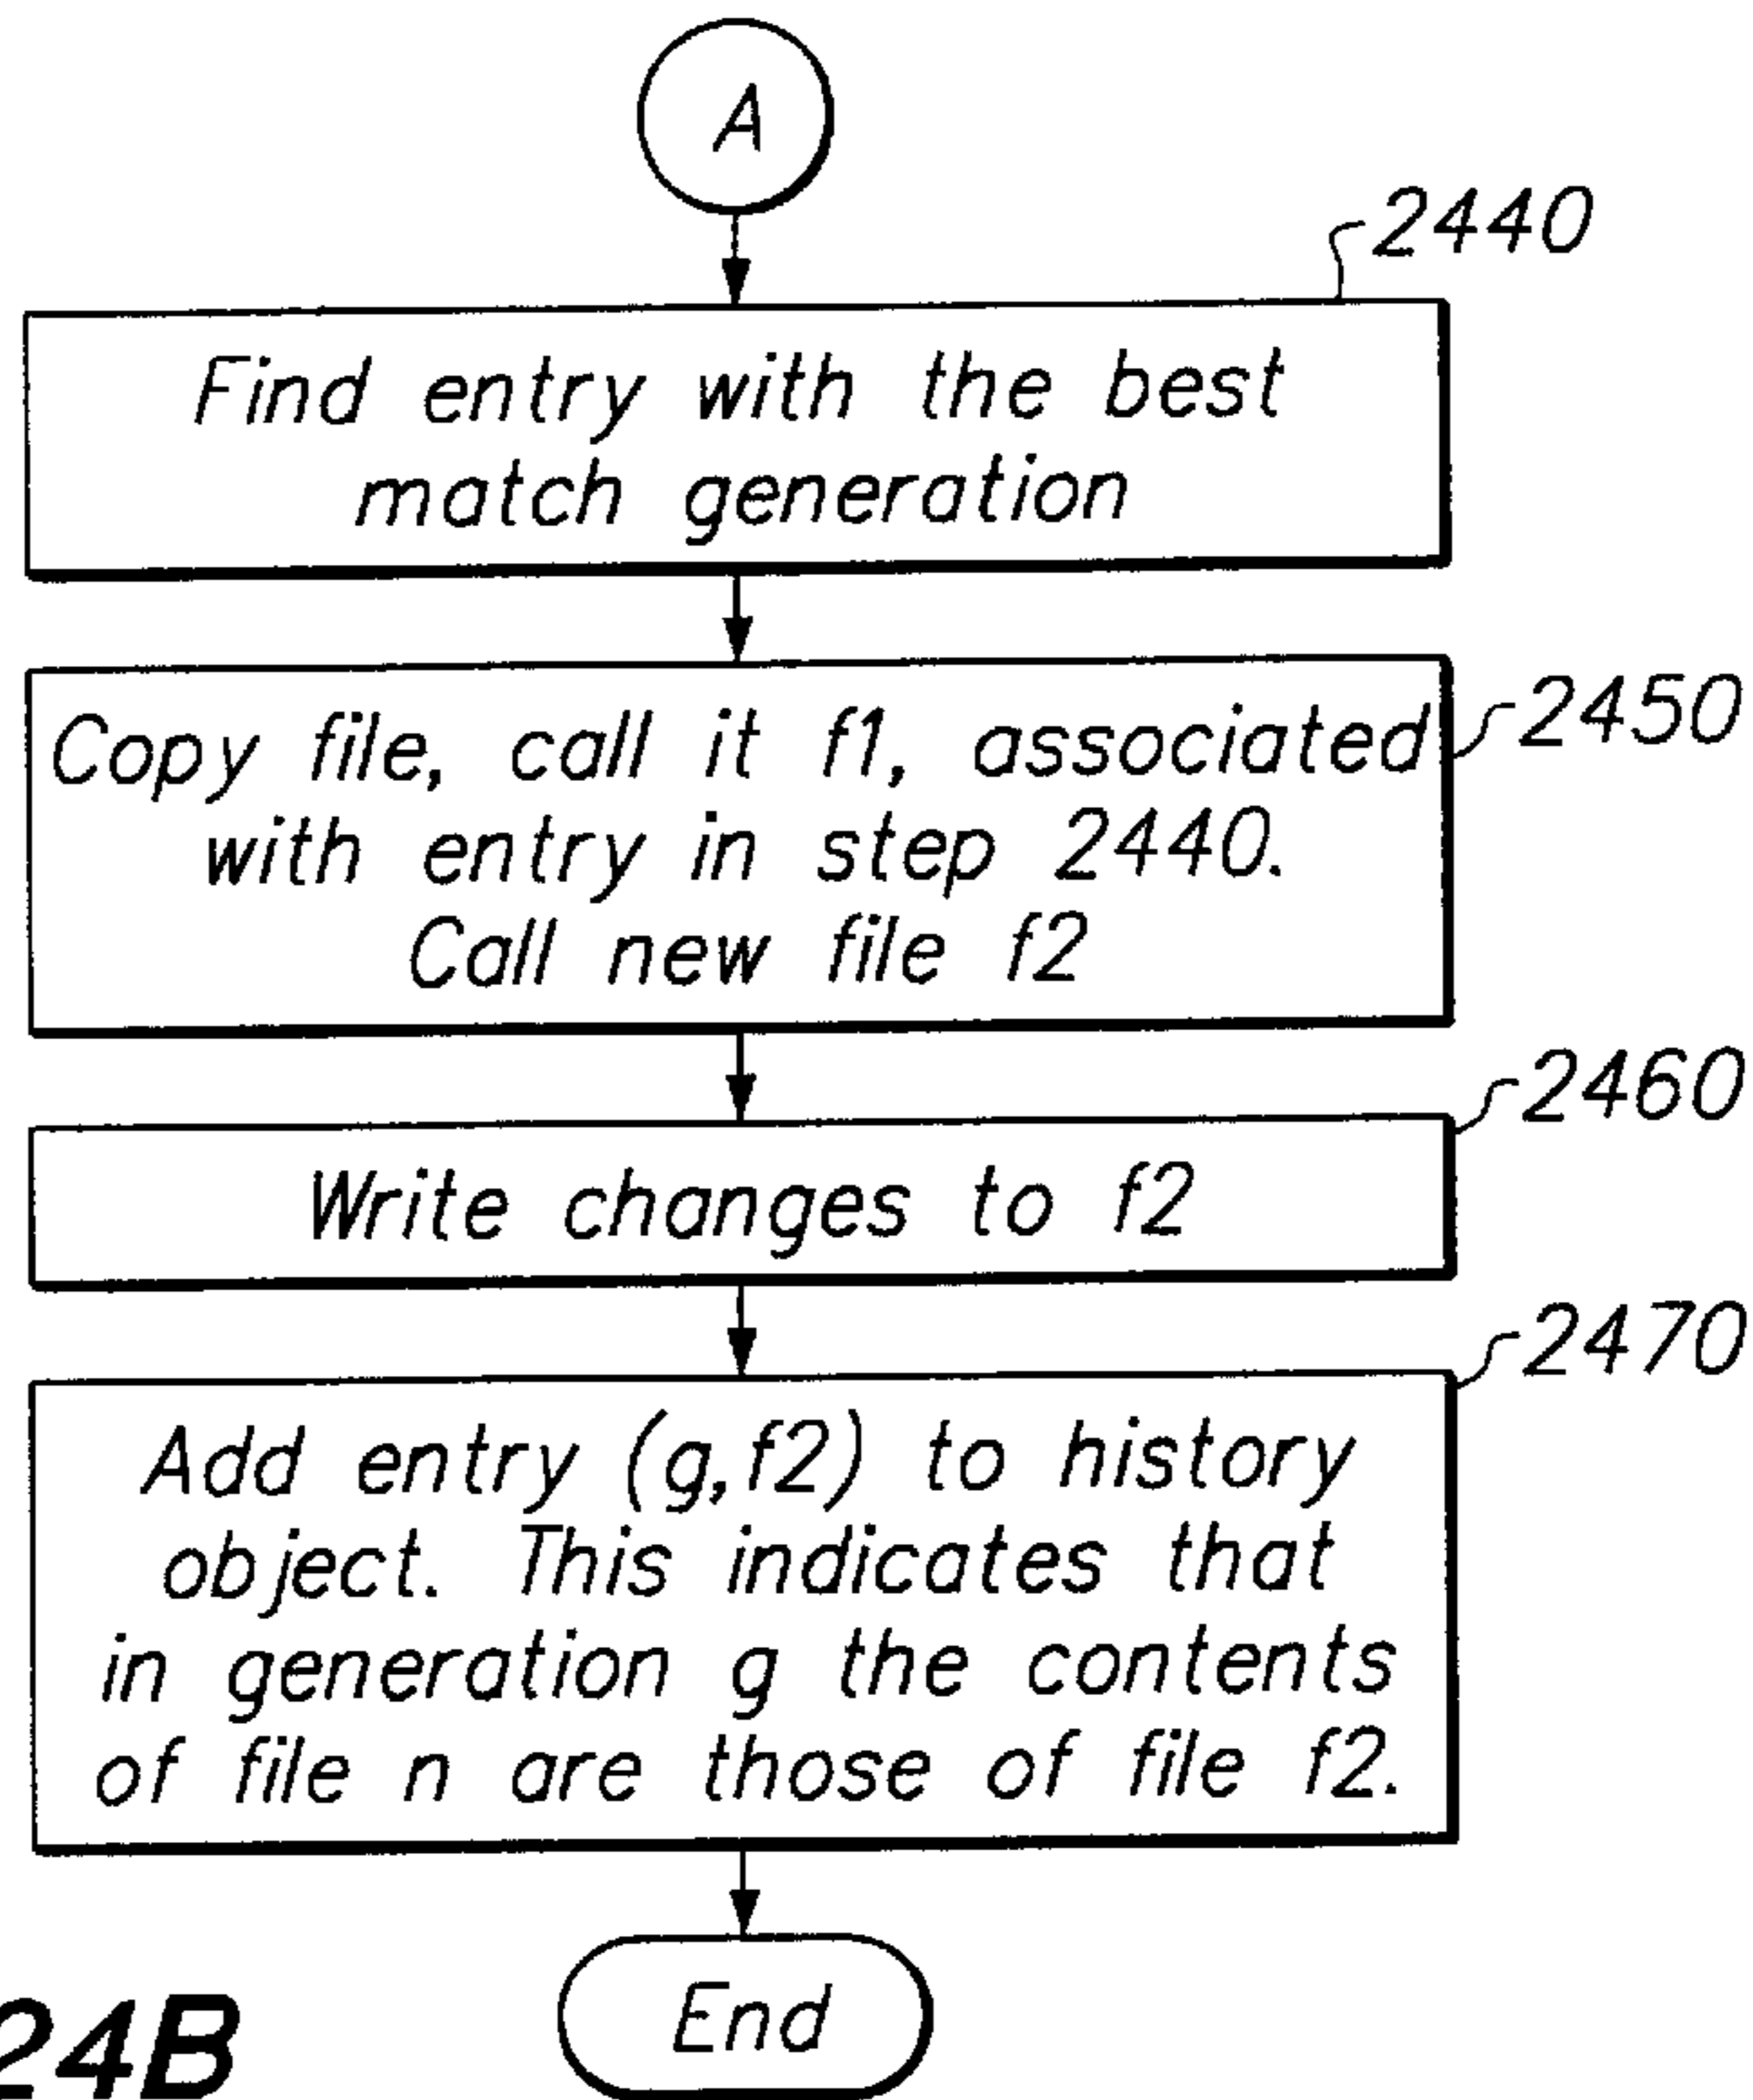 A
2440
Find entry with the best
match generation
2450
Copy file, call it f1, associated
with entry in step 2440.
Call new file f2
2460
Write changes to f2
2470
Add entry (g,f2) to history
object. This indicates that
in generation g the contents
of file n are those of file f2.
End
24B